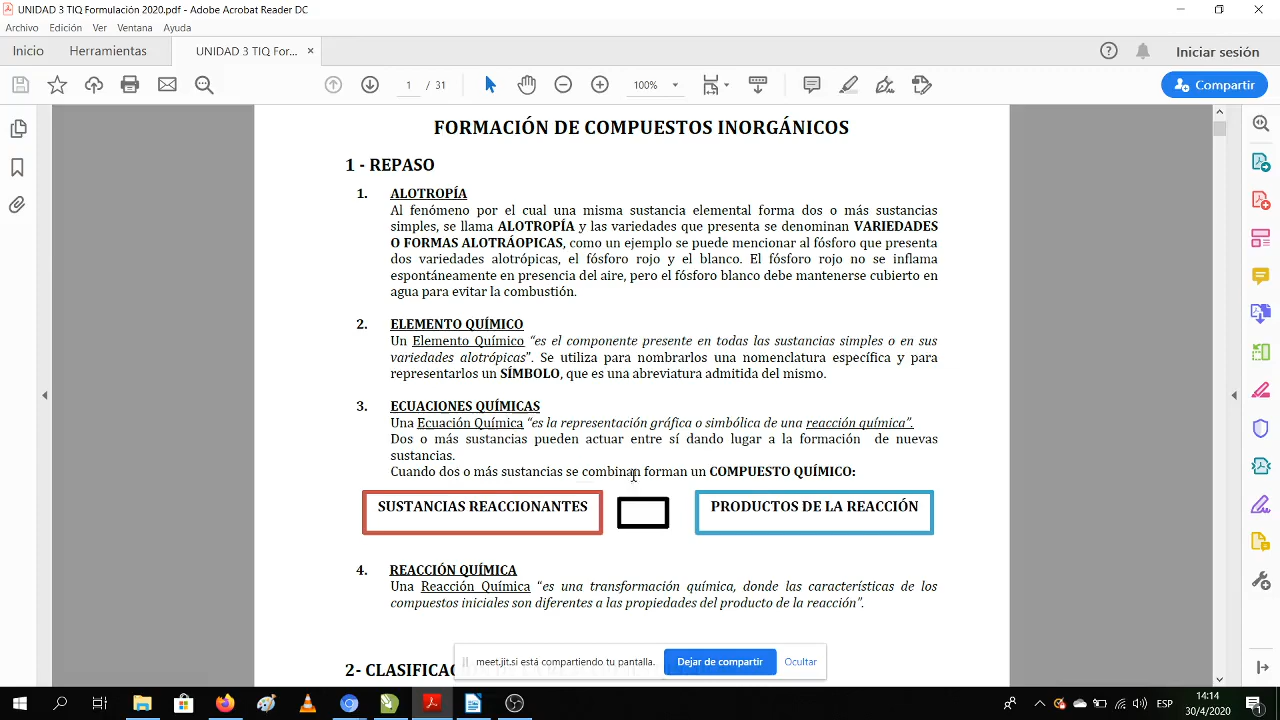 UNIDAD 3 TIQ Formulación 2020.pdf - Adobe Acrobat Reader DC
Archivo Edición Ver Ventana Ayuda
Inicio Herramientas UNIDAD 3 TIQ For... × Iniciar sesión
1 / 31 100% Compartir
FORMACIÓN DE COMPUESTOS INORGÁNICOS
1 - REPASO
1. ALOTROPÍA
Al fenómeno por el cual una misma sustancia elemental forma dos o más sustancias
simples, se llama ALOTROPÍA y las variedades que presenta se denominan VARIEDADES
O FORMAS ALOTRÁOPICAS, como un ejemplo se puede mencionar al fósforo que presenta
dos variedades alotrópicas, el fósforo rojo y el blanco. El fósforo rojo no se inflama
espontáneamente en presencia del aire, pero el fósforo blanco debe mantenerse cubierto en
agua para evitar la combustión.
2. ELEMENTO QUÍMICO
Un Elemento Químico “es el componente presente en todas las sustancias simples o en sus
variedades alotrópicas”. Se utiliza para nombrarlos una nomenclatura específica y para
representarlos un SÍMBOLO, que es una abreviatura admitida del mismo.
3. ECUACIONES QUÍMICAS
Una Ecuación Química “es la representación gráfica o simbólica de una reacción química”.
Dos o más sustancias pueden actuar entre sí dando lugar a la formación de nuevas
sustancias.
Cuando dos o más sustancias se combinan forman un COMPUESTO QUÍMICO:
SUSTANCIAS REACCIONANTES PRODUCTOS DE LA REACCIÓN
4. REACCIÓN QUÍMICA
Una Reacción Química “es una transformación química, donde las características de los
compuestos iniciales son diferentes a las propiedades del producto de la reacción”.
2- CLASIFICAC
meet.jit.si está compartiendo tu pantalla. Dejar de compartir Ocultar
ESP 14:14
30/4/2020